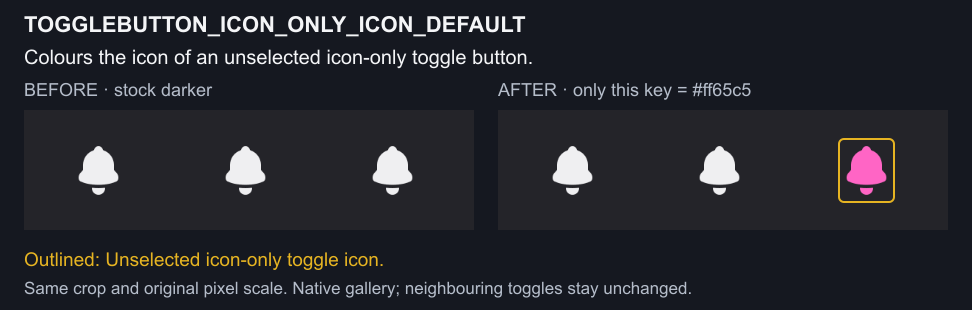 TOGGLEBUTTON_ICON_ONLY_ICON_DEFAULT
Colours the icon of an unselected icon-only toggle button.
BEFORE · stock darker
AFTER · only this key = #ff65c5
Outlined: Unselected icon-only toggle icon.
Same crop and original pixel scale. Native gallery; neighbouring toggles stay unchanged.